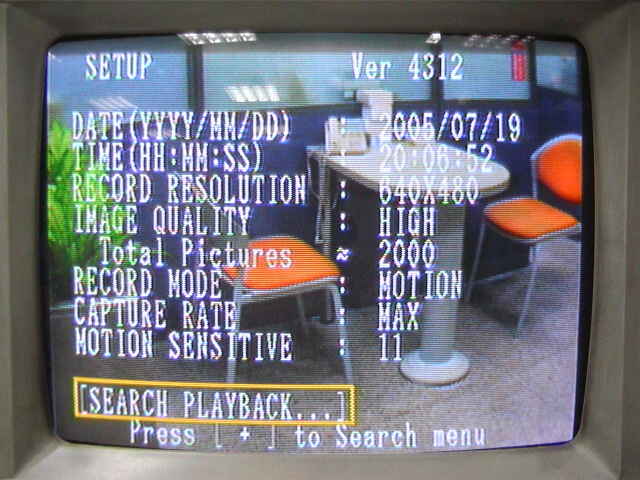 SETUP Ver 4312
DATE(YYYY/MM/DD) : 2005/07/19
TIME(HH:MM:SS) : 20:06:52
RECORD RESOLUTION : 640X480
IMAGE QUALITY : HIGH
Total Pictures ≈ 2000
RECORD MODE : MOTION
CAPTURE RATE : MAX
MOTION SENSITIVE : 11
[SEARCH PLAYBACK...]
Press [ + ] to Search menu